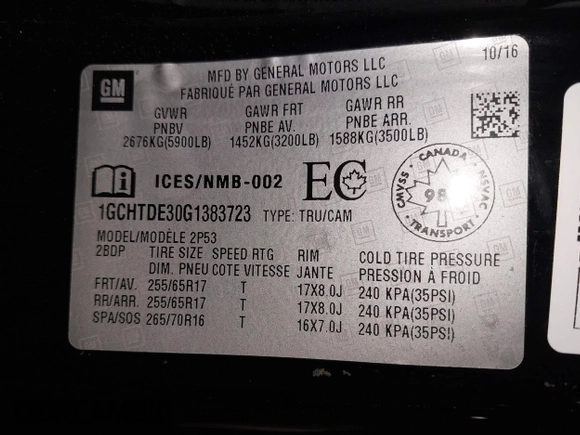 GM
10/16
MFD BY GENERAL MOTORS LLC
FABRIQUÉ PAR GENERAL MOTORS LLC
GVWR GAWR FRT GAWR RR
PNBV PNBE AV. PNBE ARR.
2676KG(5900LB) 1452KG(3200LB) 1588KG(3500LB)
ICES/NMB-002 EC
CANADA CMVSS NSVAC TRANSPORT
1GCHTDE30G1383723 TYPE: TRU/CAM
MODEL/MODÈLE 2P53
2BDP TIRE SIZE SPEED RTG RIM COLD TIRE PRESSURE
DIM. PNEU COTE VITESSE JANTE PRESSION À FROID
FRT/AV. 255/65R17 T 17X8.0J 240 KPA(35PSI)
RR/ARR. 255/65R17 T 17X8.0J 240 KPA(35PSI)
SPA/SOS 265/70R16 T 16X7.0J 240 KPA(35PSI)